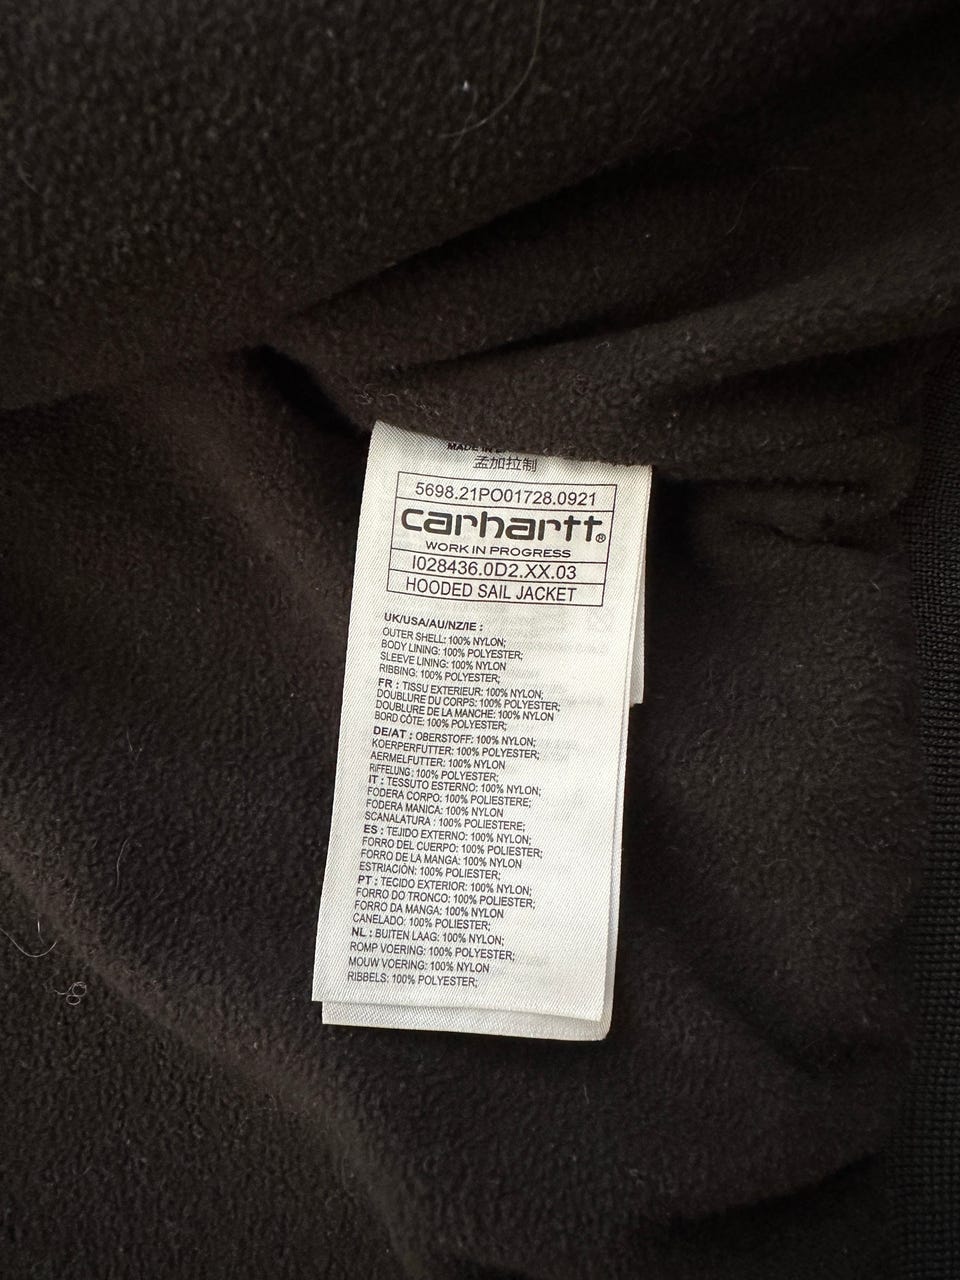 MADE IN
孟加拉制
5698.21PO01728.0921
carhartt®
WORK IN PROGRESS
I028436.0D2.XX.03
HOODED SAIL JACKET
UK/USA/AU/NZ/IE :
OUTER SHELL: 100% NYLON;
BODY LINING: 100% POLYESTER;
SLEEVE LINING: 100% NYLON
RIBBING: 100% POLYESTER;
FR : TISSU EXTERIEUR: 100% NYLON;
DOUBLURE DU CORPS: 100% POLYESTER;
DOUBLURE DE LA MANCHE: 100% NYLON
BORD CÔTE: 100% POLYESTER;
DE/AT : OBERSTOFF: 100% NYLON;
KOERPERFUTTER: 100% POLYESTER;
AERMELFUTTER: 100% NYLON
RIFFELUNG: 100% POLYESTER;
IT : TESSUTO ESTERNO: 100% NYLON;
FODERA CORPO: 100% POLIESTERE;
FODERA MANICA: 100% NYLON
SCANALATURA : 100% POLIESTERE;
ES : TEJIDO EXTERNO: 100% NYLON;
FORRO DEL CUERPO: 100% POLIESTER;
FORRO DE LA MANGA: 100% NYLON
ESTRIACIÓN: 100% POLIESTER;
PT : TECIDO EXTERIOR: 100% NYLON;
FORRO DO TRONCO: 100% POLIESTER;
FORRO DA MANGA: 100% NYLON
CANELADO: 100% POLIESTER;
NL : BUITEN LAAG: 100% NYLON;
ROMP VOERING: 100% POLYESTER;
MOUW VOERING: 100% NYLON
RIBBELS: 100% POLYESTER;